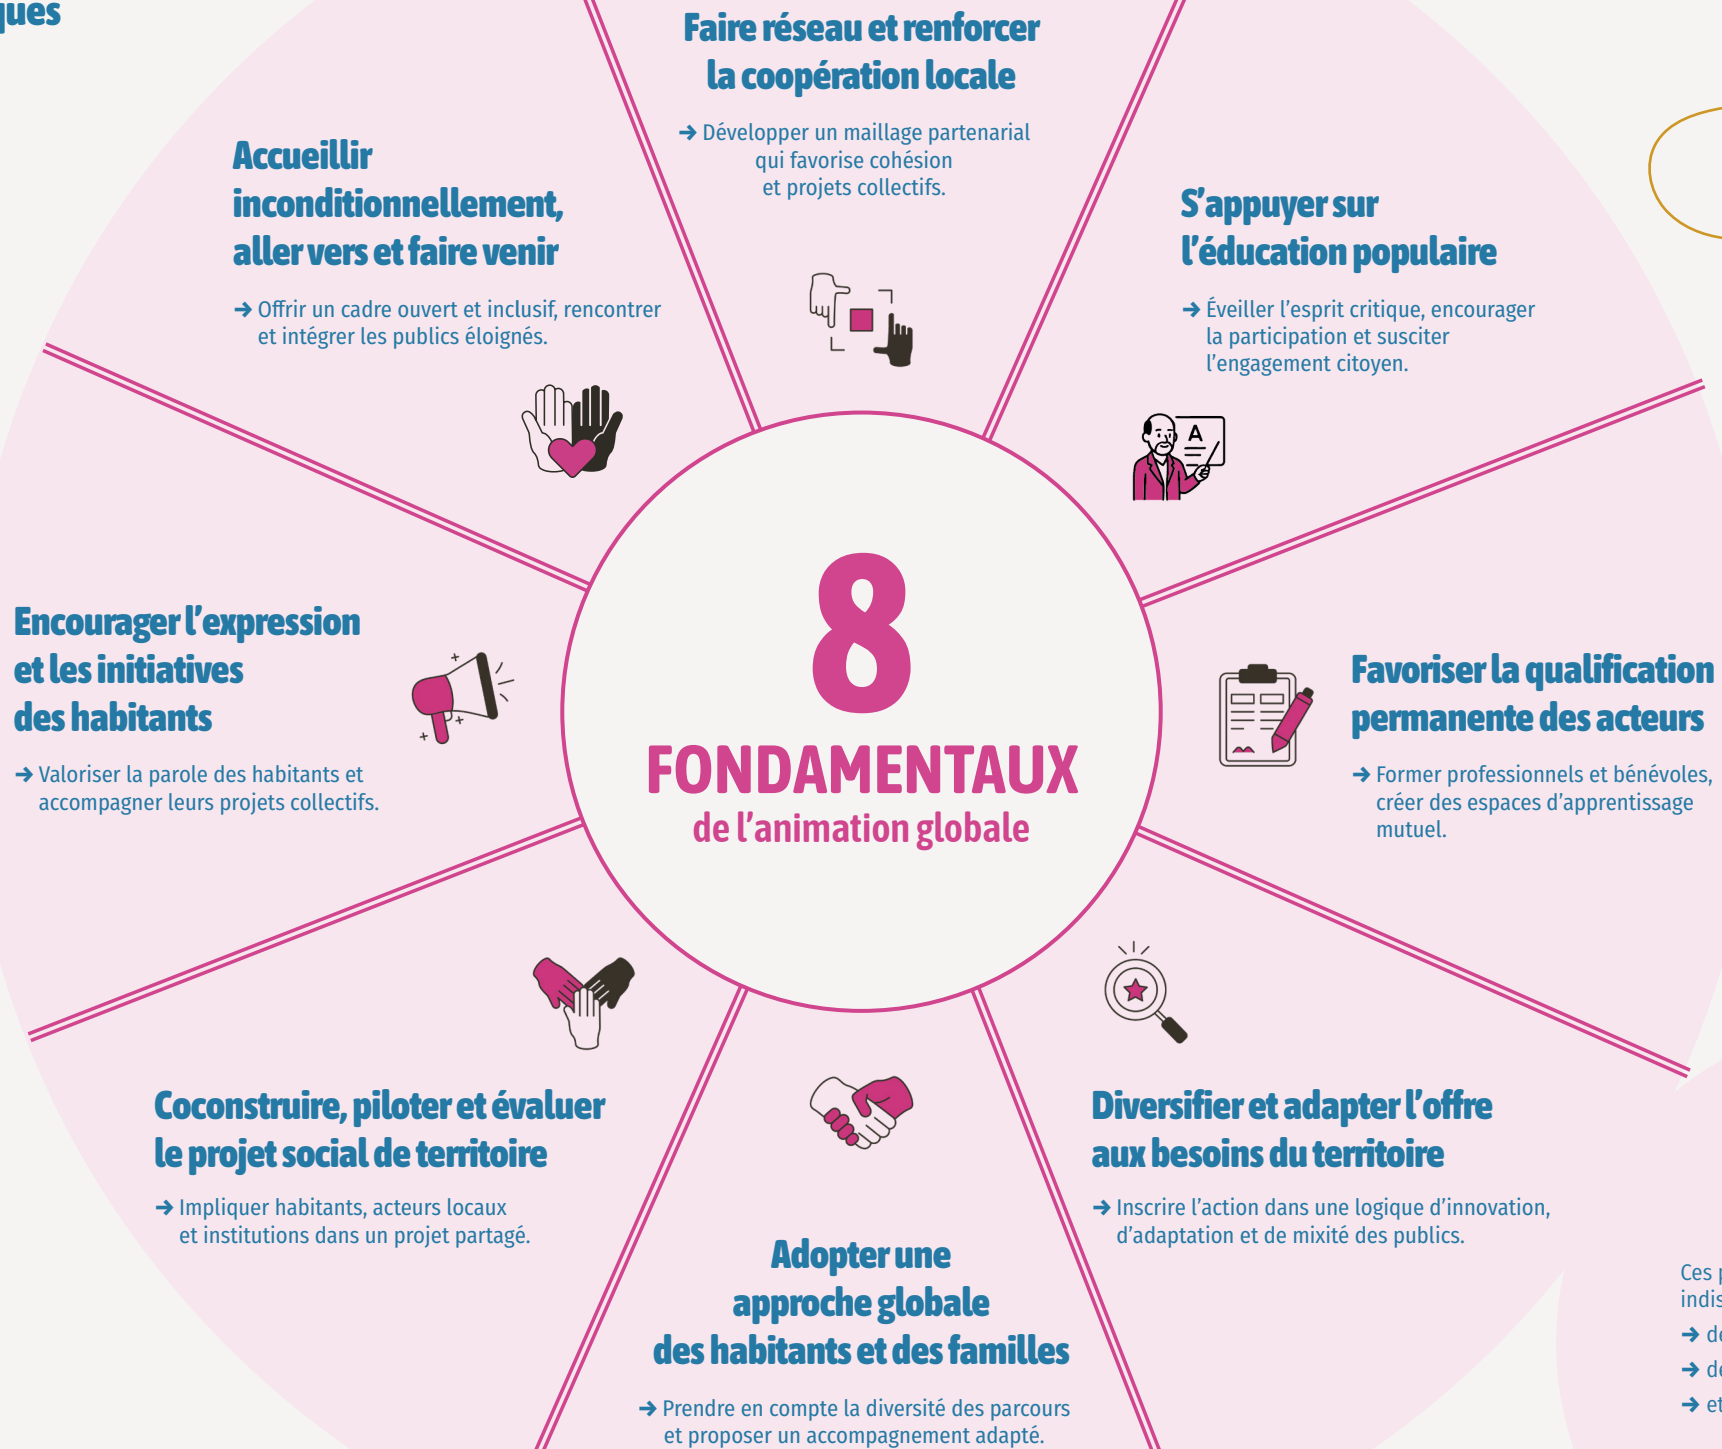 Faire réseau et renforcer
la coopération locale
→ Développer un maillage partenarial
qui favorise cohésion
et projets collectifs.
Accueillir
inconditionnellement,
aller vers et faire venir
→ Offrir un cadre ouvert et inclusif, rencontrer
et intégrer les publics éloignés.
S’appuyer sur
l’éducation populaire
→ Éveiller l’esprit critique, encourager
la participation et susciter
l’engagement citoyen.
A
Encourager l’expression
et les initiatives
des habitants
→ Valoriser la parole des habitants et
accompagner leurs projets collectifs.
8
FONDAMENTAUX
de l’animation globale
Favoriser la qualification
permanente des acteurs
→ Former professionnels et bénévoles,
créer des espaces d’apprentissage
mutuel.
Coconstruire, piloter et évaluer
le projet social de territoire
→ Impliquer habitants, acteurs locaux
et institutions dans un projet partagé.
Adopter une
approche globale
des habitants et des familles
→ Prendre en compte la diversité des parcours
et proposer un accompagnement adapté.
Diversifier et adapter l’offre
aux besoins du territoire
→ Inscrire l’action dans une logique d’innovation,
d’adaptation et de mixité des publics.
Ces
→ et